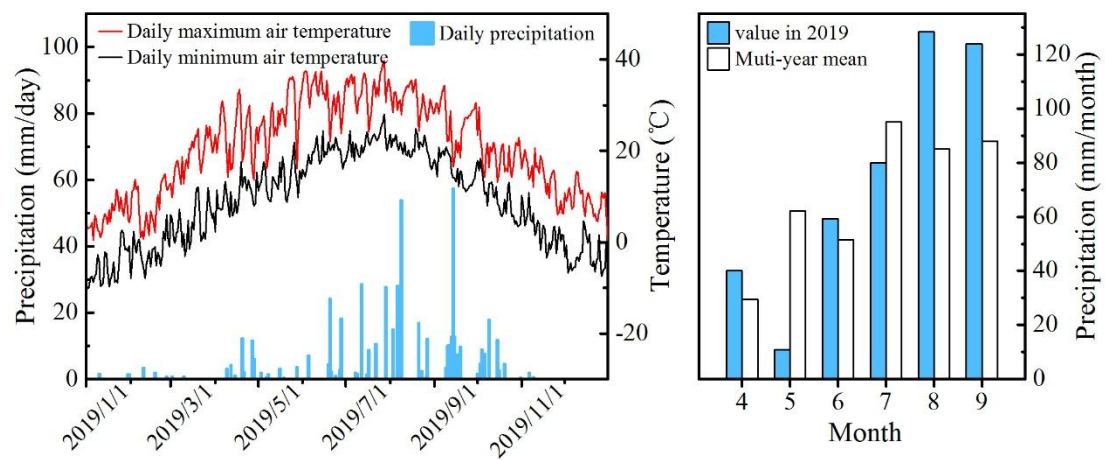 Daily maximum air temperature
Daily precipitation
Daily minimum air temperature
Precipitation (mm/day)
100
80
60
40
20
0
40
20
0
-20
Temperature (℃)
2019/1/1
2019/3/1
2019/5/1
2019/7/1
2019/9/1
2019/11/1
value in 2019
Muti-year mean
120
100
80
60
40
20
0
Precipitation (mm/month)
4 5 6 7 8 9
Month